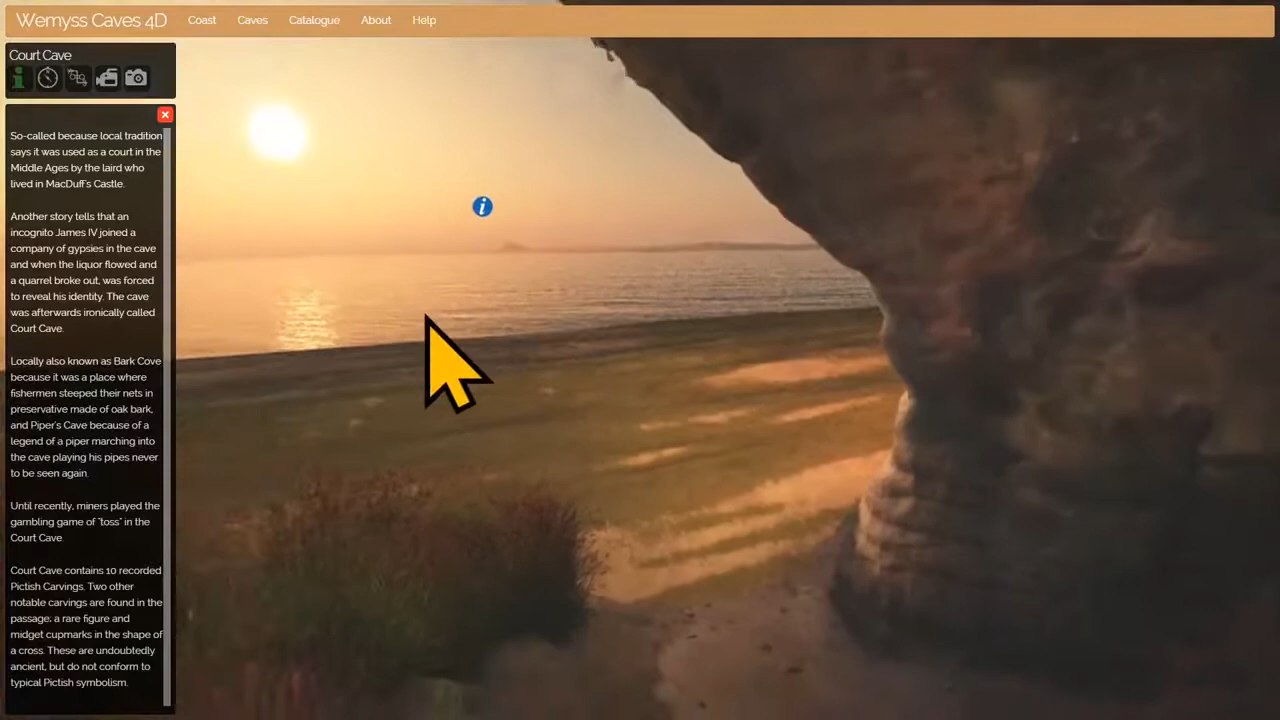 Wemyss Caves 4D Coast Caves Catalogue About Help
Court Cave
So-called because local tradition
says it was used as a court in the
Middle Ages by the laird who
lived in MacDuff's Castle.
Another story tells that an
incognito James IV joined a
company of gypsies in the cave
and when the liquor flowed and
a quarrel broke out, was forced
to reveal his identity. The cave
was afterwards ironically called
Court Cave.
Locally also known as Bark Cove
because it was a place where
fishermen steeped their nets in
preservative made of oak bark,
and Piper's Cave because of a
legend of a piper marching into
the cave playing his pipes never
to be seen again.
Until recently, miners played the
gambling game of "toss" in the
Court Cave.
Court Cave contains 10 recorded
Pictish Carvings. Two other
notable carvings are found in the
passage; a rare figure and
midget cupmarks in the shape of
a cross. These are undoubtedly
ancient, but do not conform to
typical Pictish symbolism.